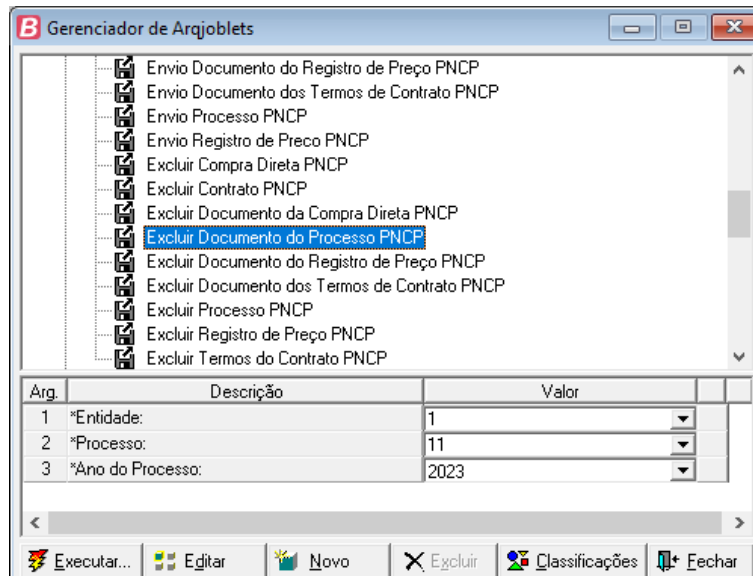 B Gerenciador de Arqjoblets
Envio Documento do Registro de Preço PNCP
Envio Documento dos Termos de Contrato PNCP
Envio Processo PNCP
Envio Registro de Preco PNCP
Excluir Compra Direta PNCP
Excluir Contrato PNCP
Excluir Documento da Compra Direta PNCP
Excluir Documento do Processo PNCP
Excluir Documento do Registro de Preço PNCP
Excluir Documento dos Termos de Contrato PNCP
Excluir Processo PNCP
Excluir Registro de Preço PNCP
Excluir Termos do Contrato PNCP
Arg. Descrição Valor
1 *Entidade: 1
2 *Processo: 11
3 *Ano do Processo: 2023
Executar... Editar Novo Excluir Classificações Fechar